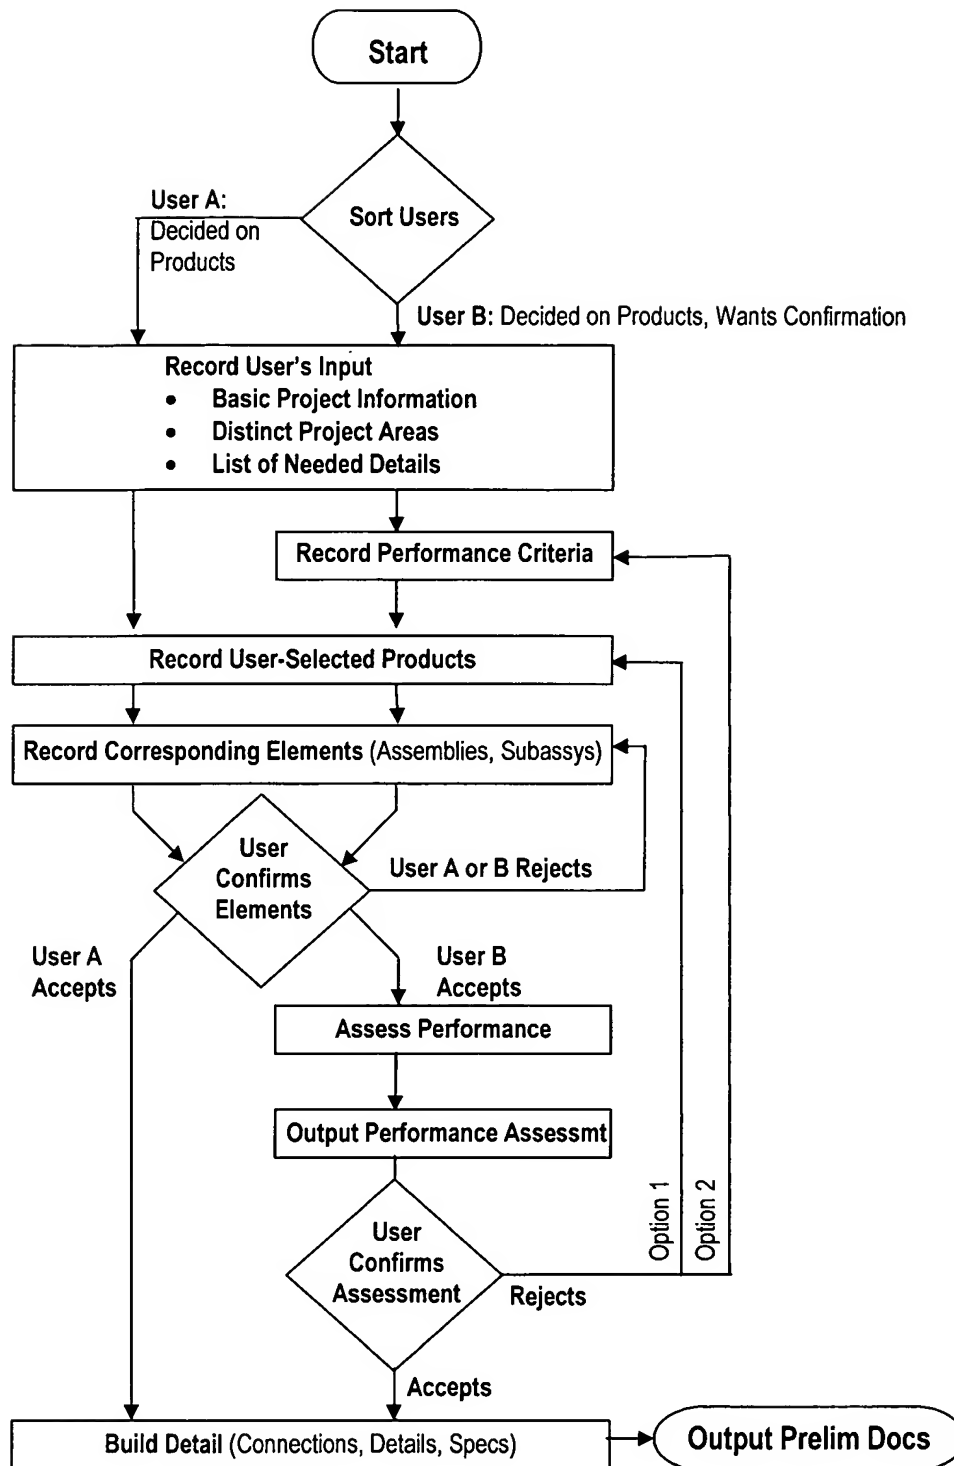 Start
Sort Users
User A:
Decided on
Products
User B: Decided on Products, Wants Confirmation
Record User's Input
• Basic Project Information
• Distinct Project Areas
• List of Needed Details
Record Performance Criteria
Record User-Selected Products
Record Corresponding Elements (Assemblies, Subassys)
User
Confirms
Elements
User A or B Rejects
User A
Accepts
User B
Accepts
Assess Performance
Output Performance Assessmt
Option 1
Option 2
User
Confirms
Assessment
Rejects
Accepts
Build Detail (Connections, Details, Specs)
Output Prelim Docs